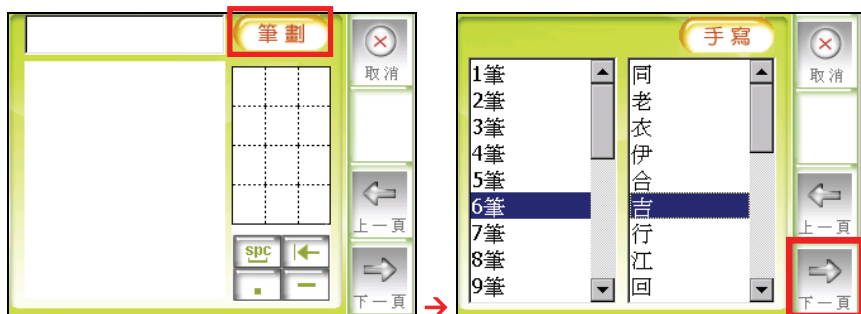 筆劃
取消
上一頁
spc
下一頁
→
手寫
取消
1筆
2筆
3筆
4筆
5筆
6筆
7筆
8筆
9筆
同
老
衣
伊
合
吉
行
江
回
上一頁
下一頁